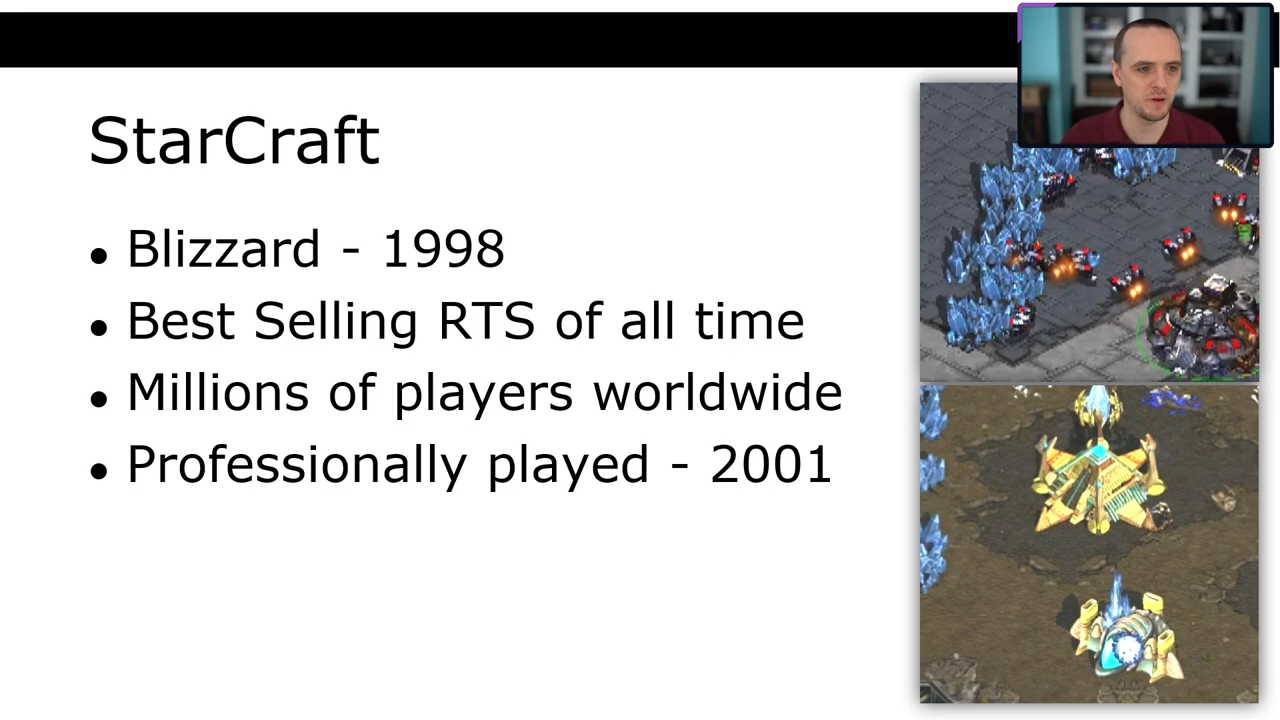 StarCraft
● Blizzard - 1998
● Best Selling RTS of all time
● Millions of players worldwide
● Professionally played - 2001